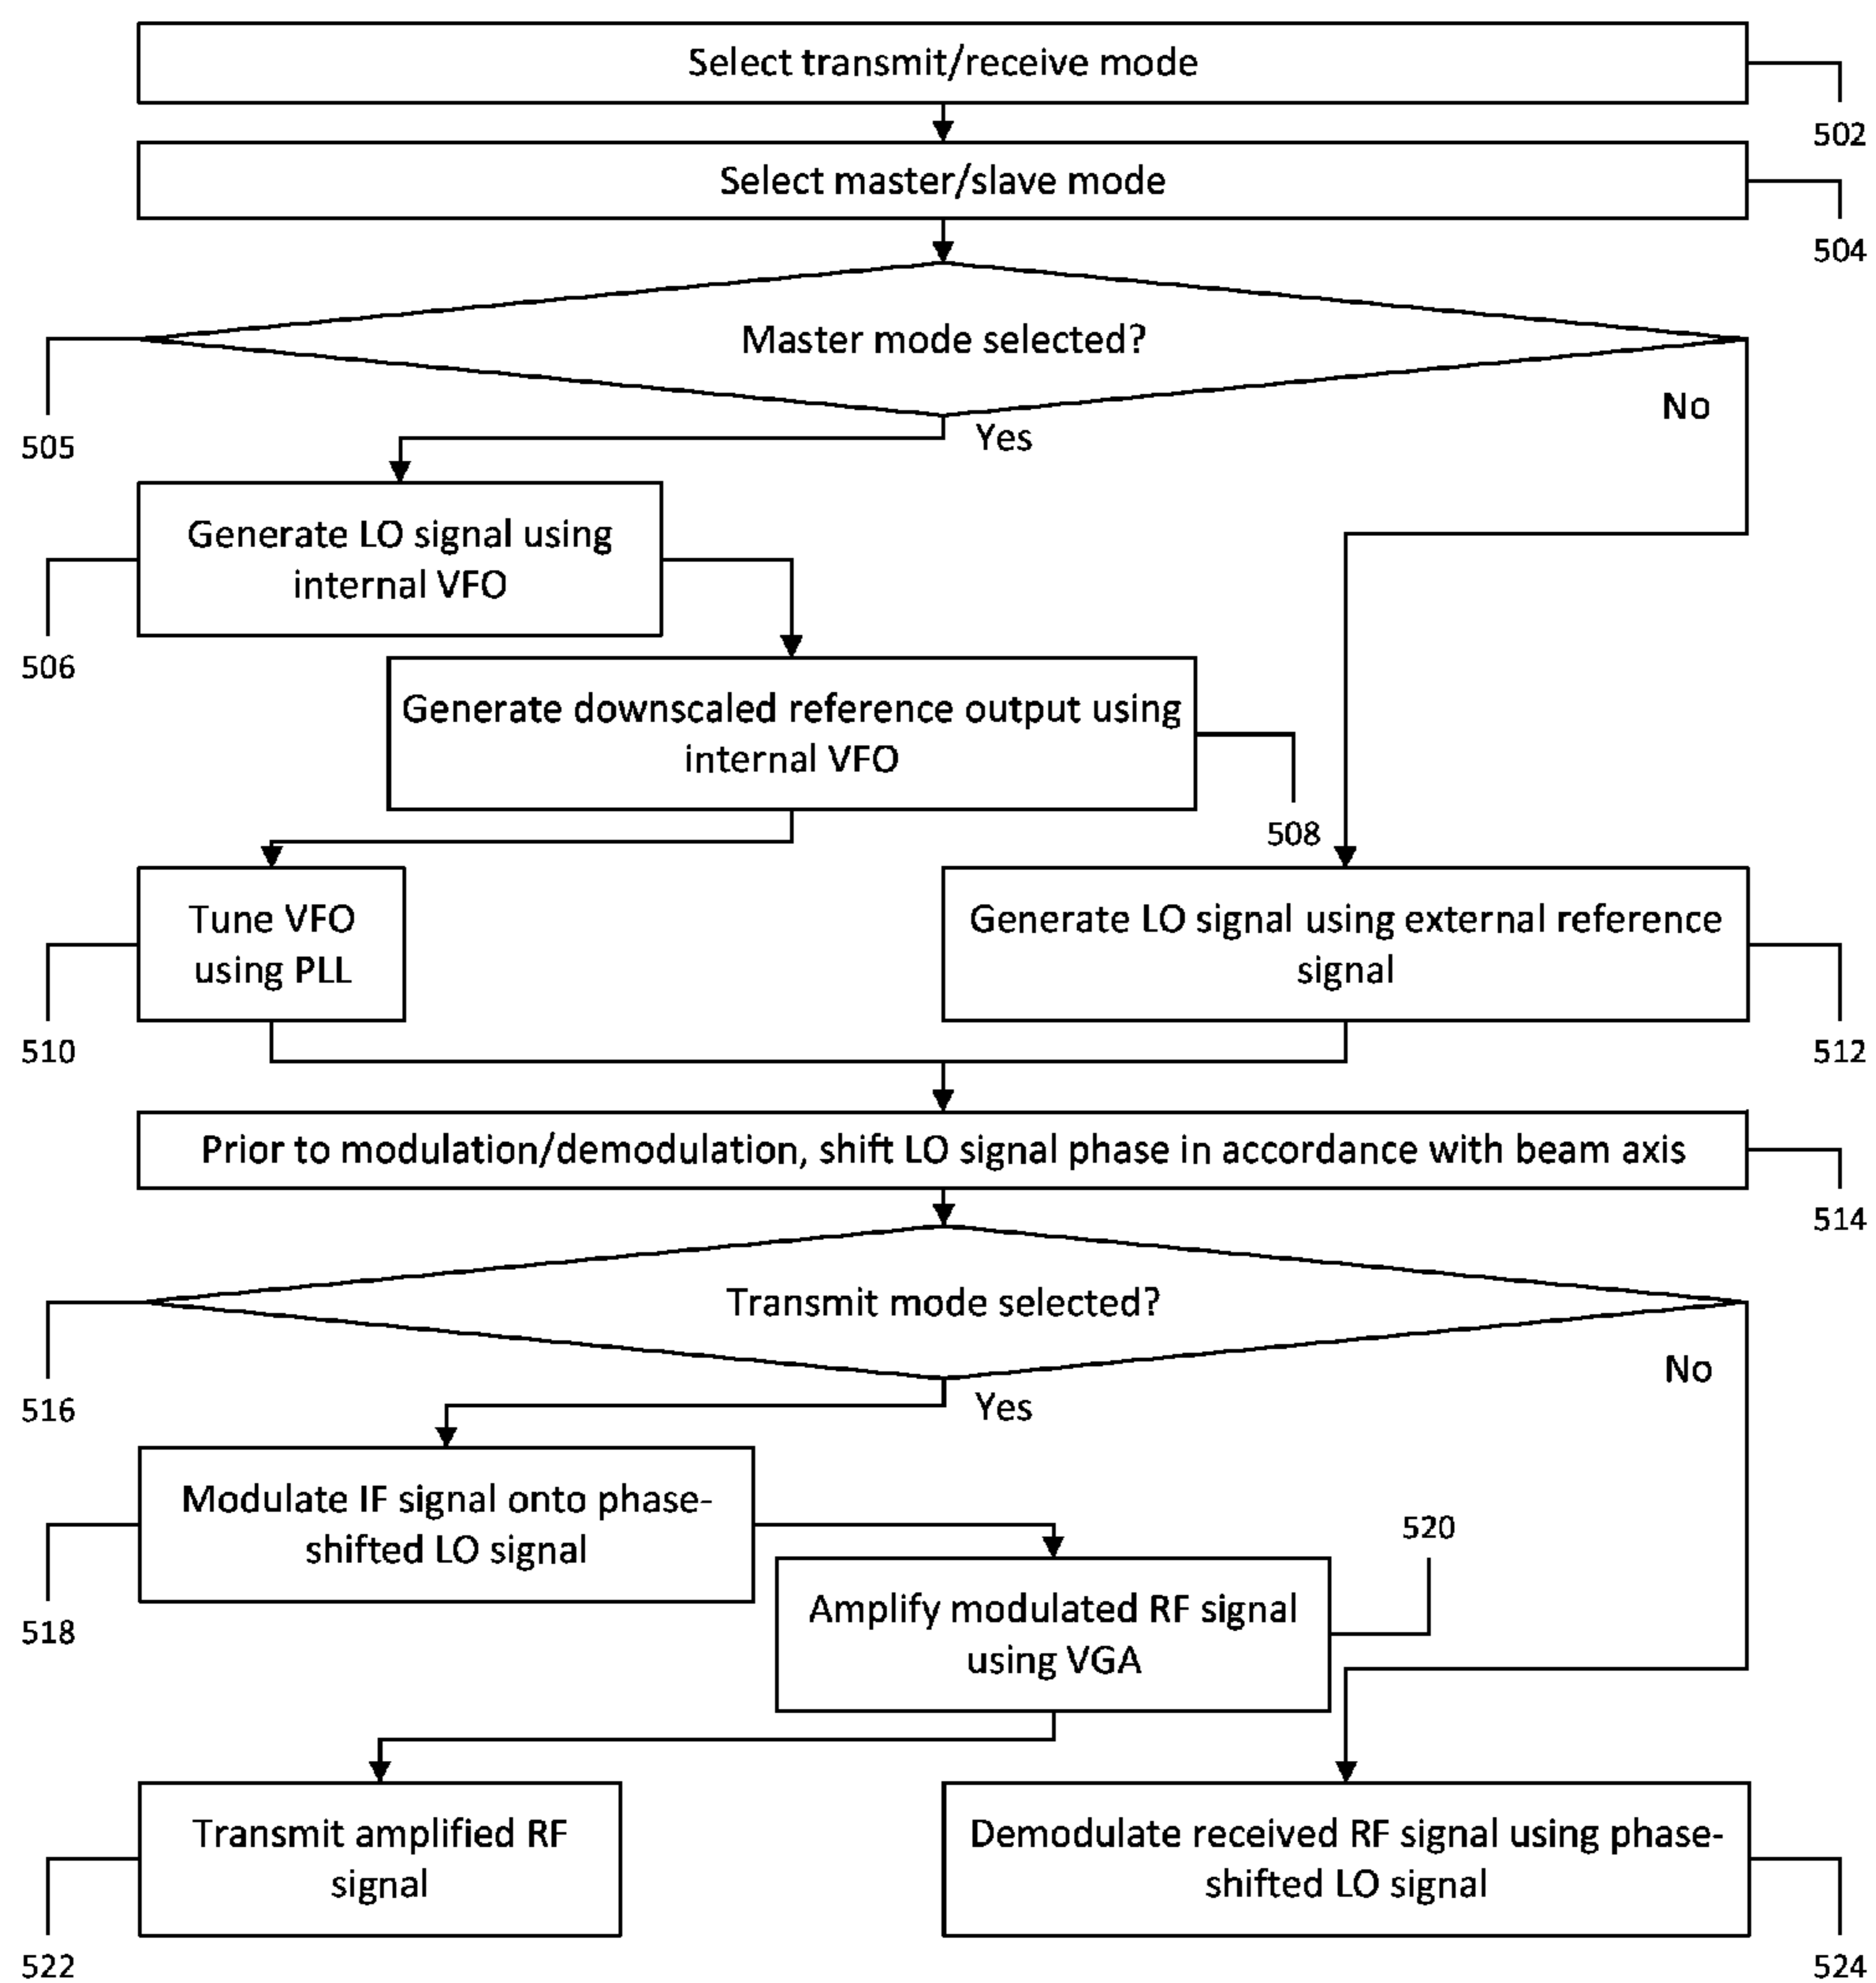 Select transmit/receive mode
502
Select master/slave mode
504
Master mode selected?
No
505
Yes
Generate LO signal using
internal VFO
506
Generate downscaled reference output using
internal VFO
508
Tune VFO
using PLL
510
Generate LO signal using external reference
signal
512
Prior to modulation/demodulation, shift LO signal phase in accordance with beam axis
514
Transmit mode selected?
No
516
Yes
Modulate IF signal onto phase-
shifted LO signal
518
520
Amplify modulated RF signal
using VGA
Transmit amplified RF
signal
522
Demodulate received RF signal using phase-
shifted LO signal
524